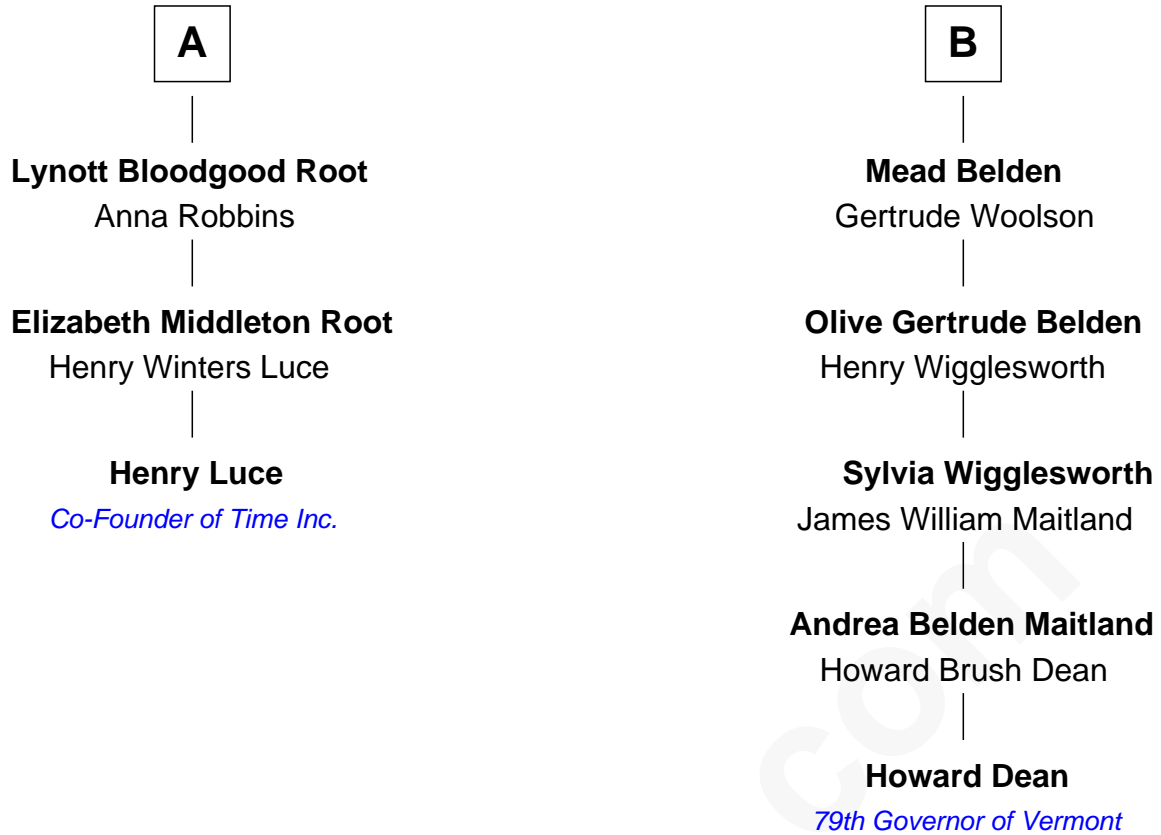 A
Lynott Bloodgood Root
Anna Robbins
Elizabeth Middleton Root
Henry Winters Luce
Henry Luce
Co-Founder of Time Inc.
B
Mead Belden
Gertrude Woolson
Olive Gertrude Belden
Henry Wigglesworth
Sylvia Wigglesworth
James William Maitland
Andrea Belden Maitland
Howard Brush Dean
Howard Dean
79th Governor of Vermont
com